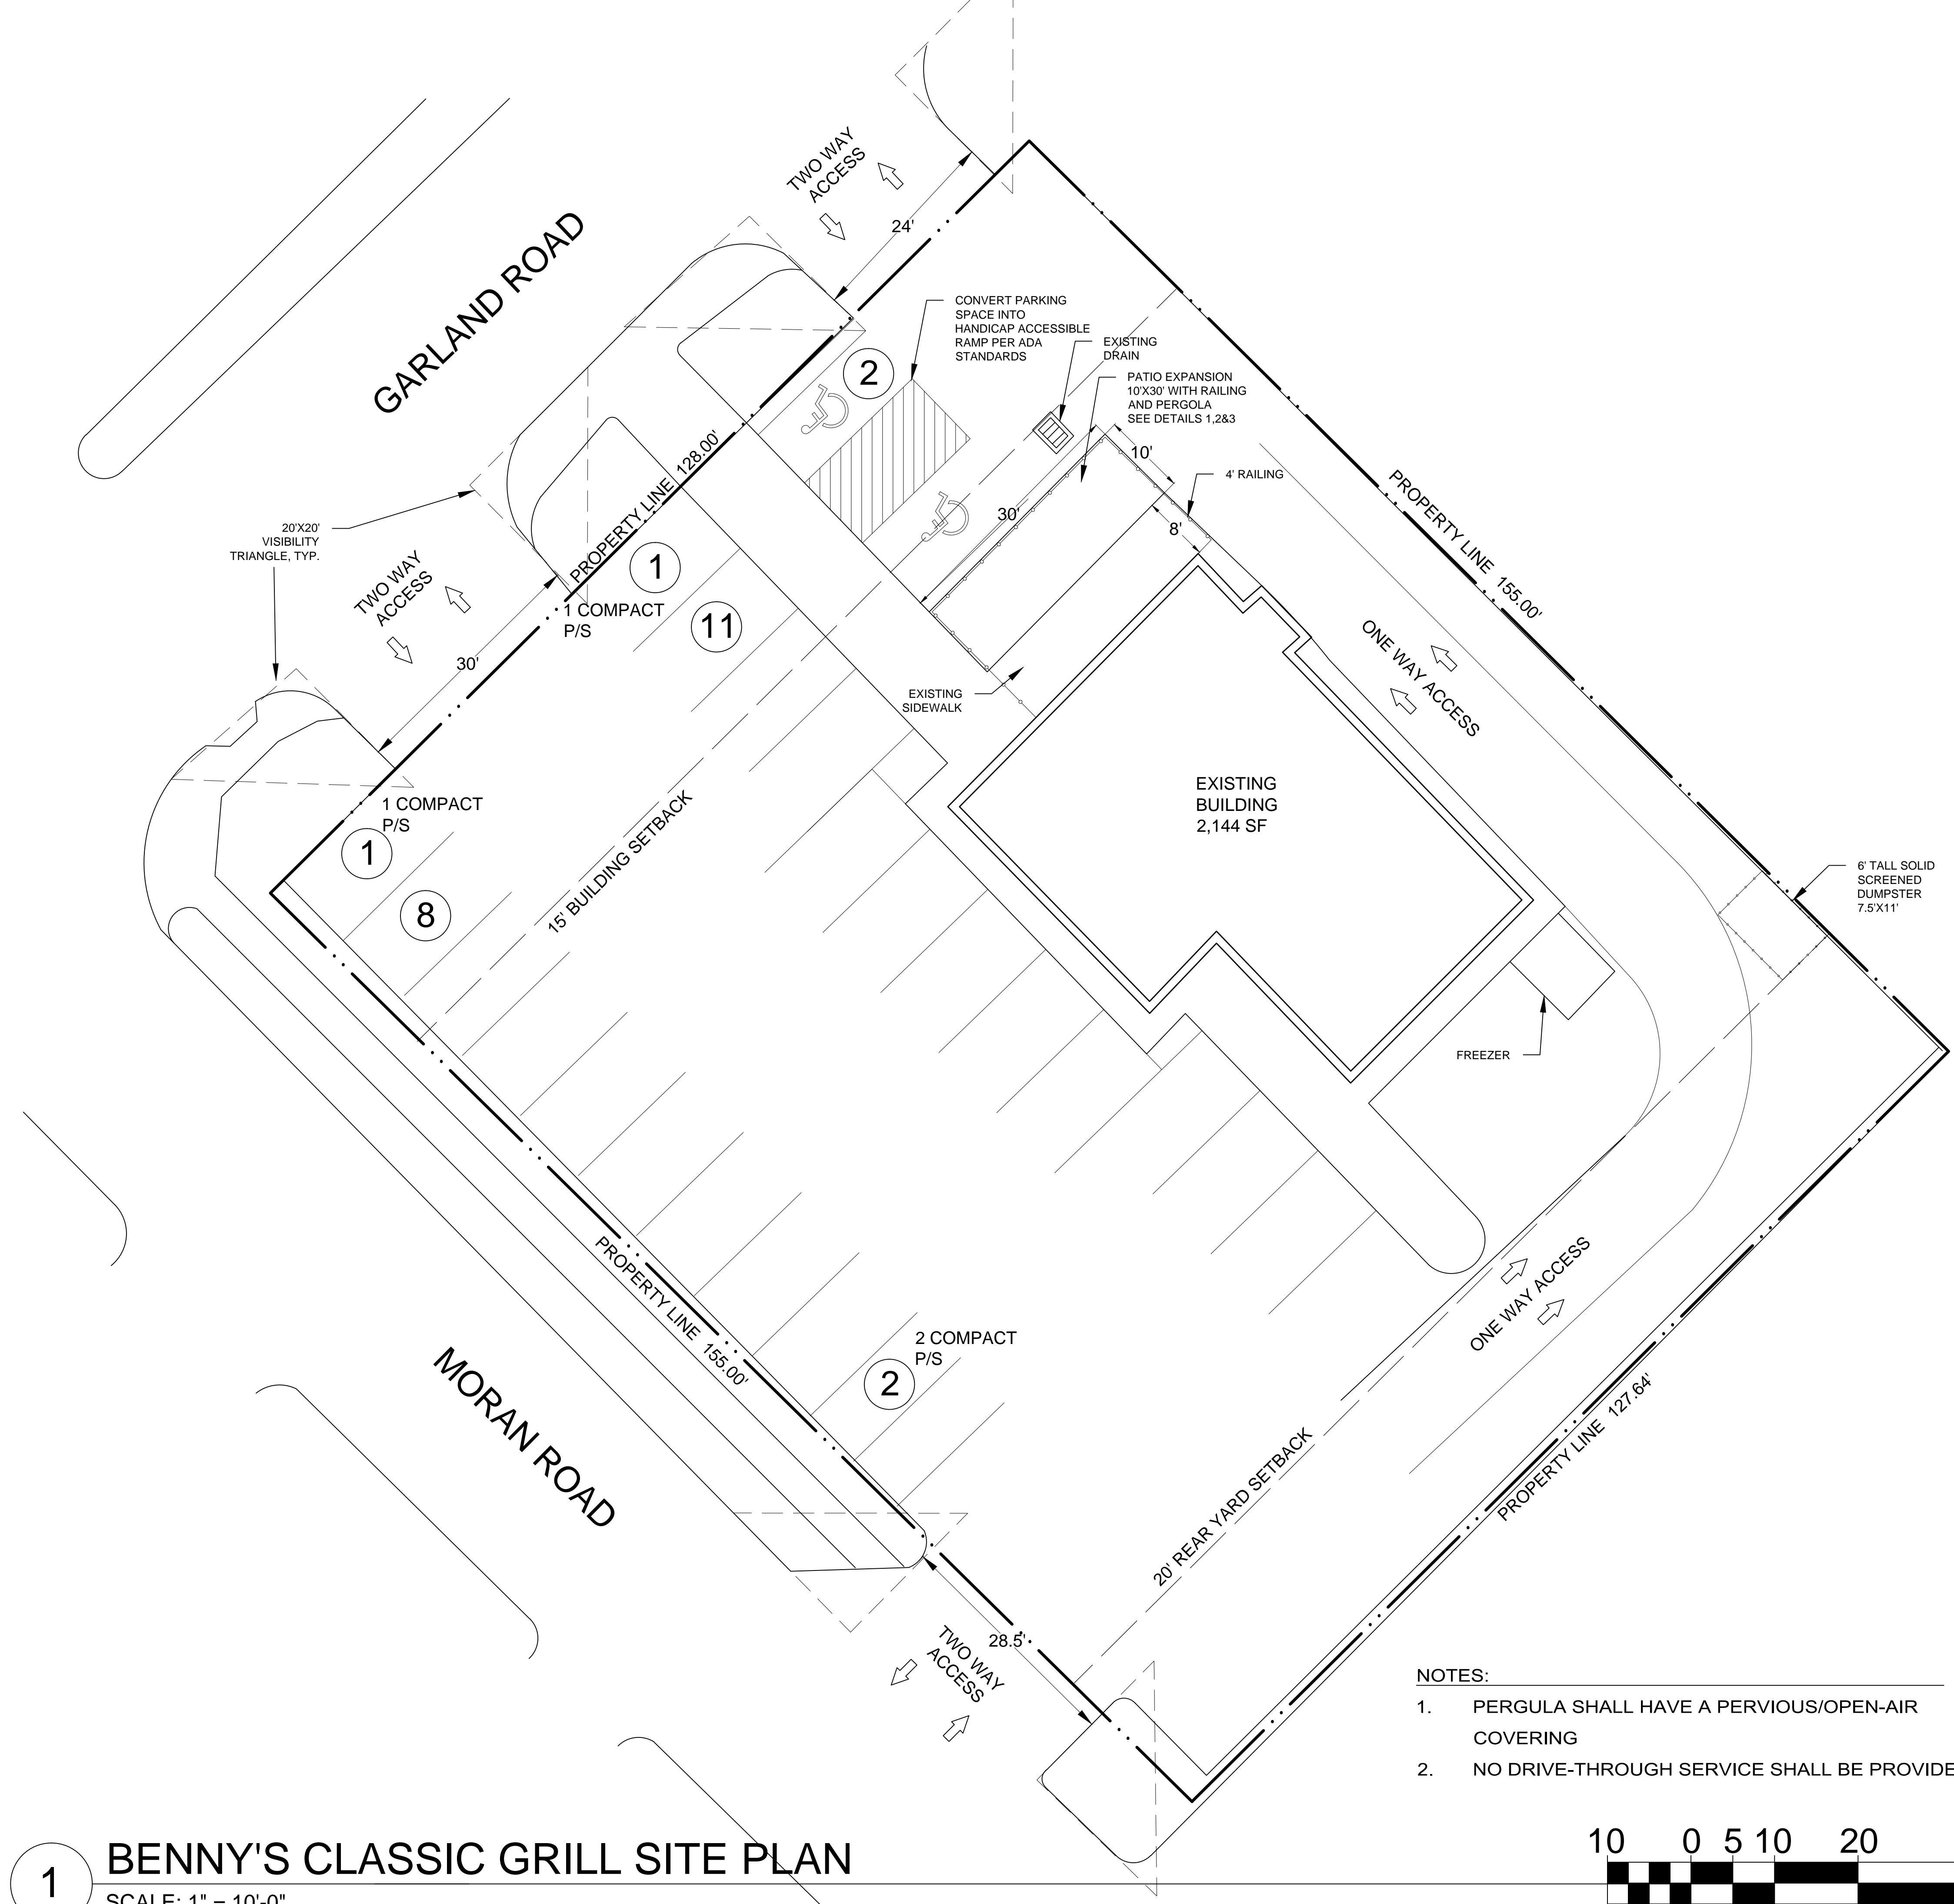 TWO WAY
ACCESS
24'
GARLAND ROAD
CONVERT PARKING
SPACE INTO
HANDICAP ACCESSIBLE
RAMP PER ADA
STANDARDS
EXISTING
DRAIN
2
PATIO EXPANSION
10'X30' WITH RAILING
AND PERGOLA
SEE DETAILS 1,2&3
10'
4' RAILING
30'
8'
PROPERTY LINE 128.00'
PROPERTY LINE 155.00'
20'X20'
VISIBILITY
TRIANGLE, TYP.
TWO WAY
ACCESS
30'
1
1 COMPACT
P/S
11
ONE WAY ACCESS
EXISTING
SIDEWALK
EXISTING
BUILDING
2,144 SF
1 COMPACT
P/S
1
8
15' BUILDING SETBACK
6' TALL SOLID
SCREENED
DUMPSTER
7.5'X11'
FREEZER
PROPERTY LINE 155.00'
MORAN ROAD
2 COMPACT
P/S
2
ONE WAY ACCESS
PROPERTY LINE 127.64'
20' REAR YARD SETBACK
TWO WAY
ACCESS
28.5'
NOTES:
1. PERGULA SHALL HAVE A PERVIOUS/OPEN-AIR
COVERING
2. NO DRIVE-THROUGH SERVICE SHALL BE PROVIDE
1
BENNY'S CLASSIC GRILL SITE PLAN
SCALE: 1" = 10'-0"
10 0 5 10 20